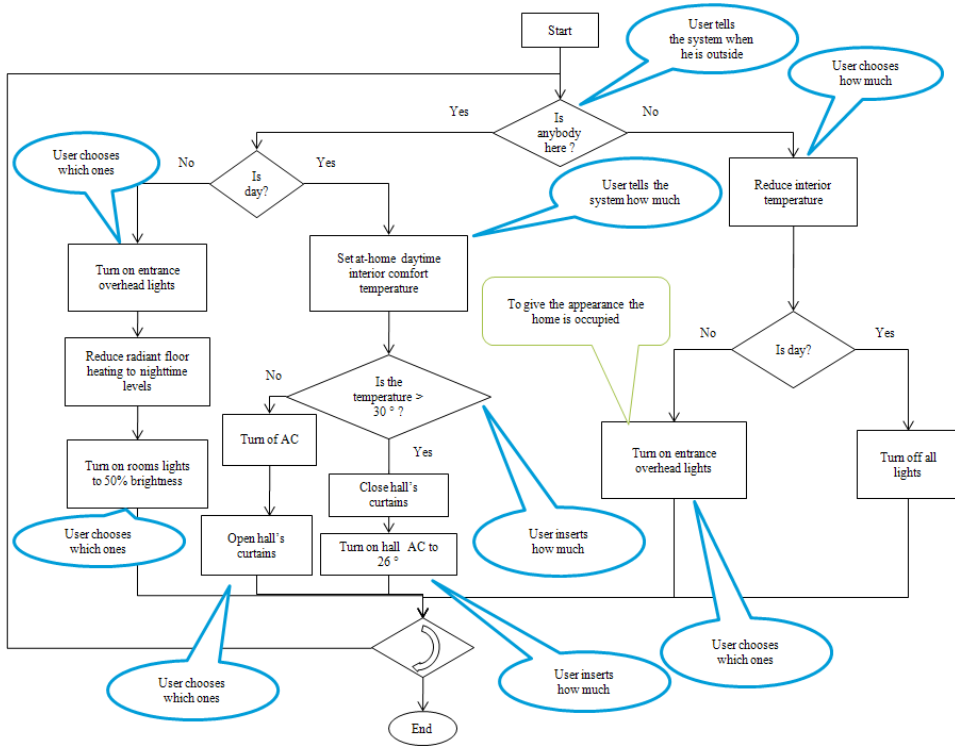 Start
User tells
the system when
he is outside
User chooses
how much
Yes
Is
anybody
here ?
No
User chooses
which ones
No
Is
day?
Yes
User tells the
system how much
Reduce interior
temperature
Turn on entrance
overhead lights
Set at-home daytime
interior comfort
temperature
To give the appearance the
home is occupied
No
Is day?
Yes
Reduce radiant floor
heating to nighttime
levels
No
Is the
temperature >
30 ° ?
Turn of AC
Yes
Turn on entrance
overhead lights
Turn off all
lights
Turn on rooms lights
to 50% brightness
Close hall's
curtains
User chooses
which ones
Open hall's
curtains
Turn on hall AC to
26 °
User inserts
how much
User chooses
which ones
User inserts
how much
User chooses
which ones
End